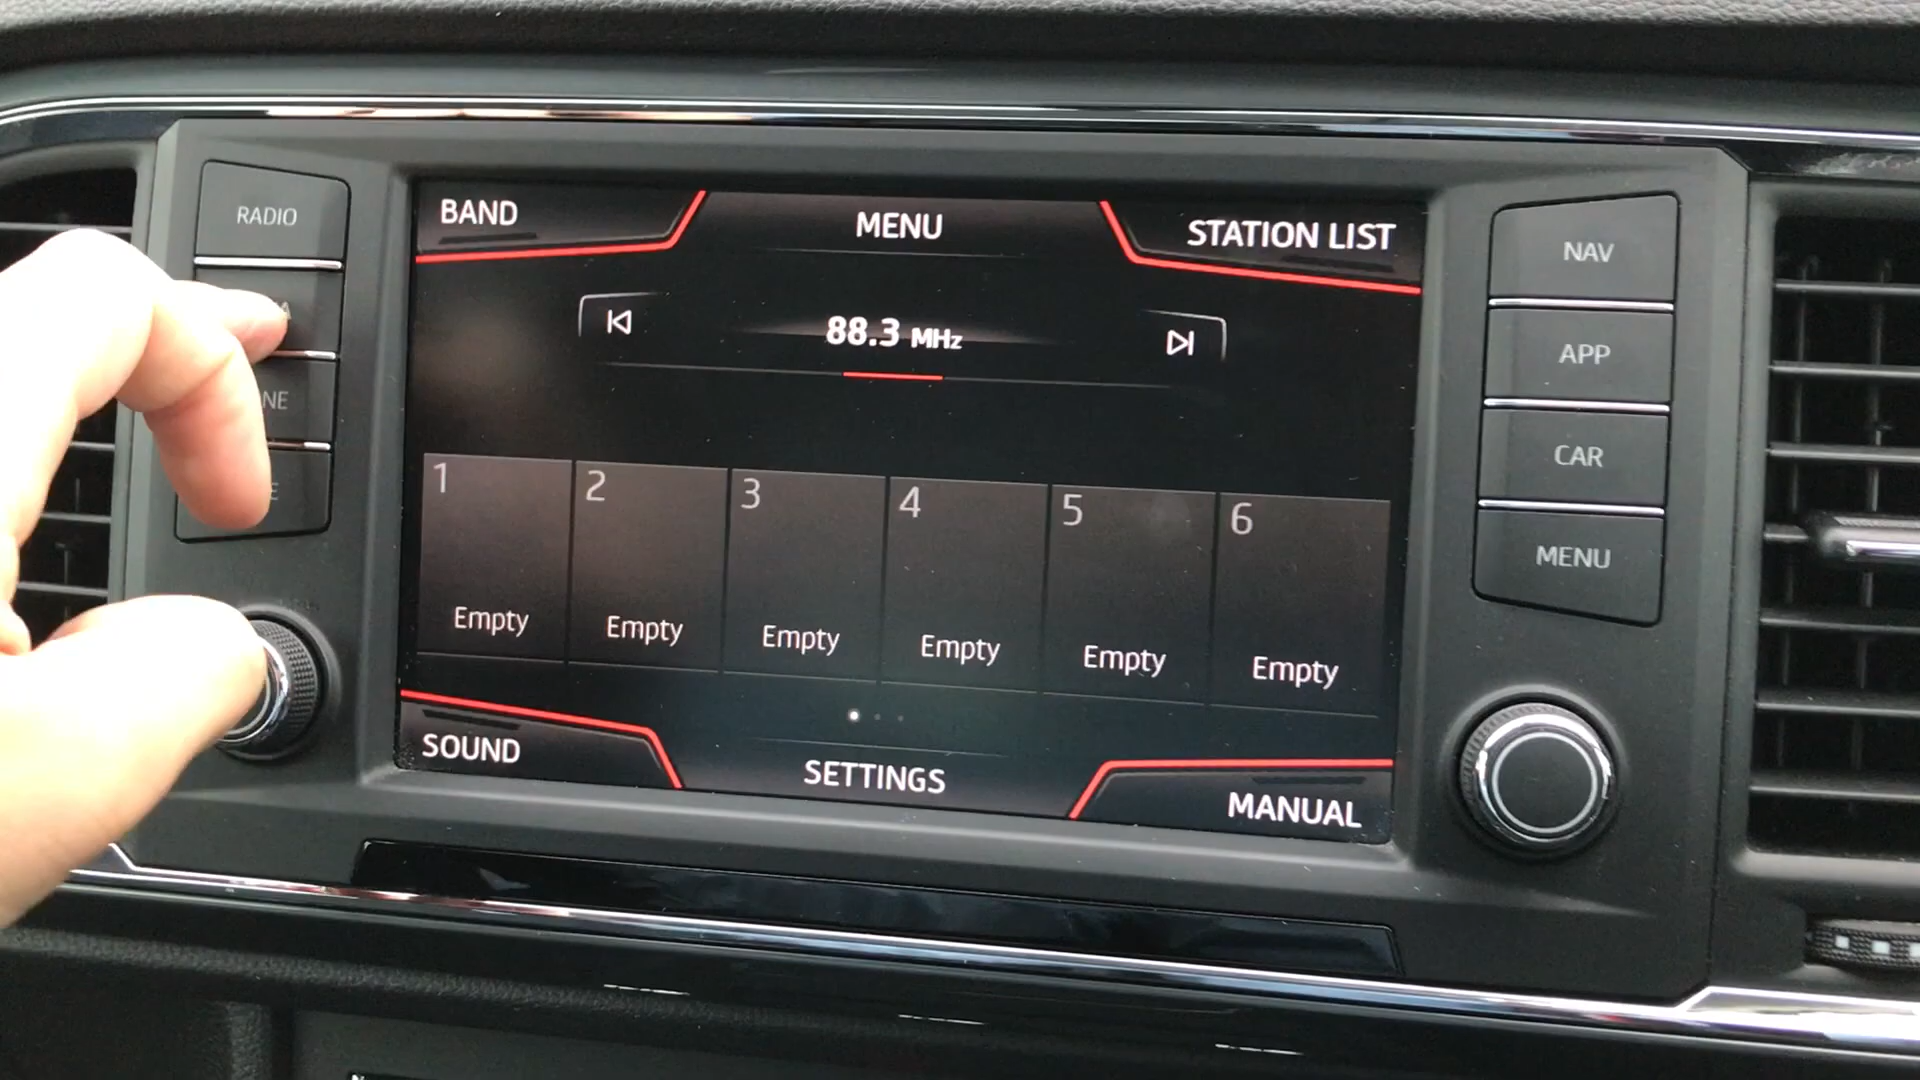 RADIO
BAND
MENU
STATION LIST
NAV
88.3 MHz
APP
CAR
MENU
1
2
3
4
5
6
Empty
Empty
Empty
Empty
Empty
Empty
SOUND
SETTINGS
MANUAL